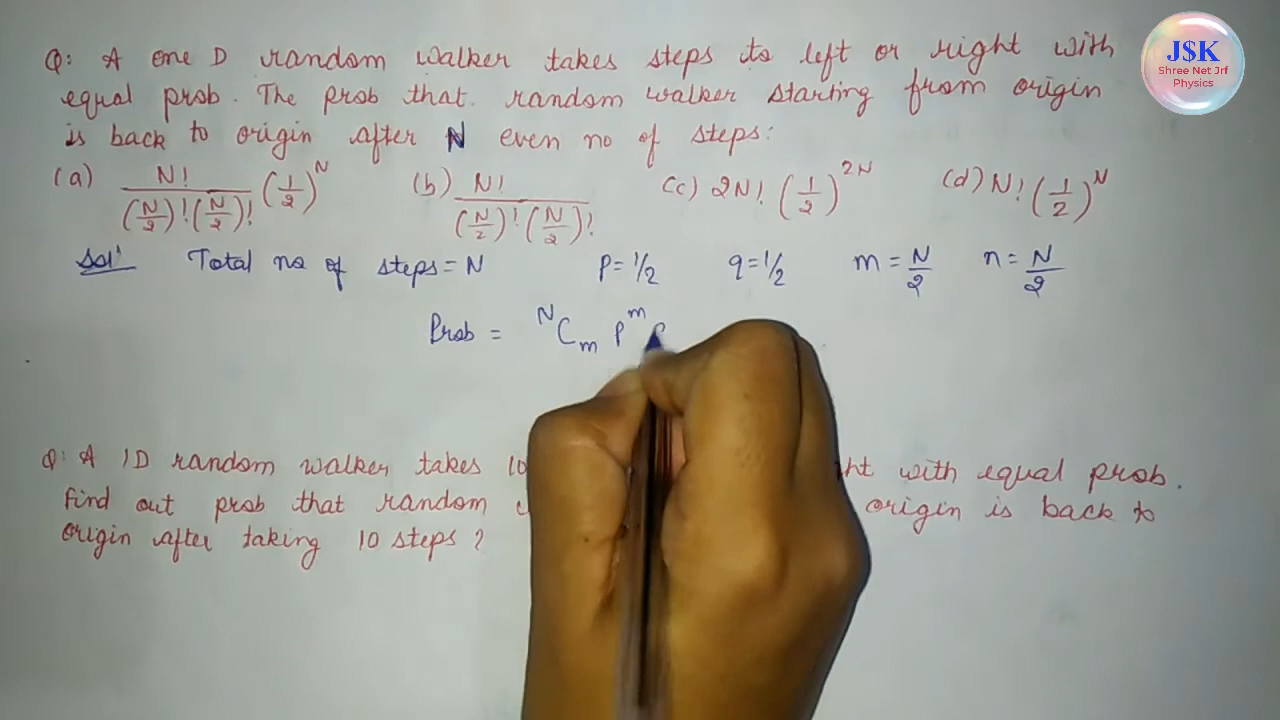 J$K
Shree Net Jrf
Physics
Q: A one D random walker takes steps to left or right with
equal prob. The prob that random walker starting from origin
is back to origin after N even no of steps:
(a) N! / (N/2)! (N/2)! (1/2)^N (b) N! / (N/2)! (N/2)! (c) 2N! (1/2)^2N (d) N! (1/2)^N
Sol' Total no of steps = N p = 1/2 q = 1/2 m = N/2 n = N/2
Prob = ^N C_m p^m
Q: A 1D random walker takes 10 with equal prob.
Find out prob that random origin is back to
origin after taking 10 steps ?